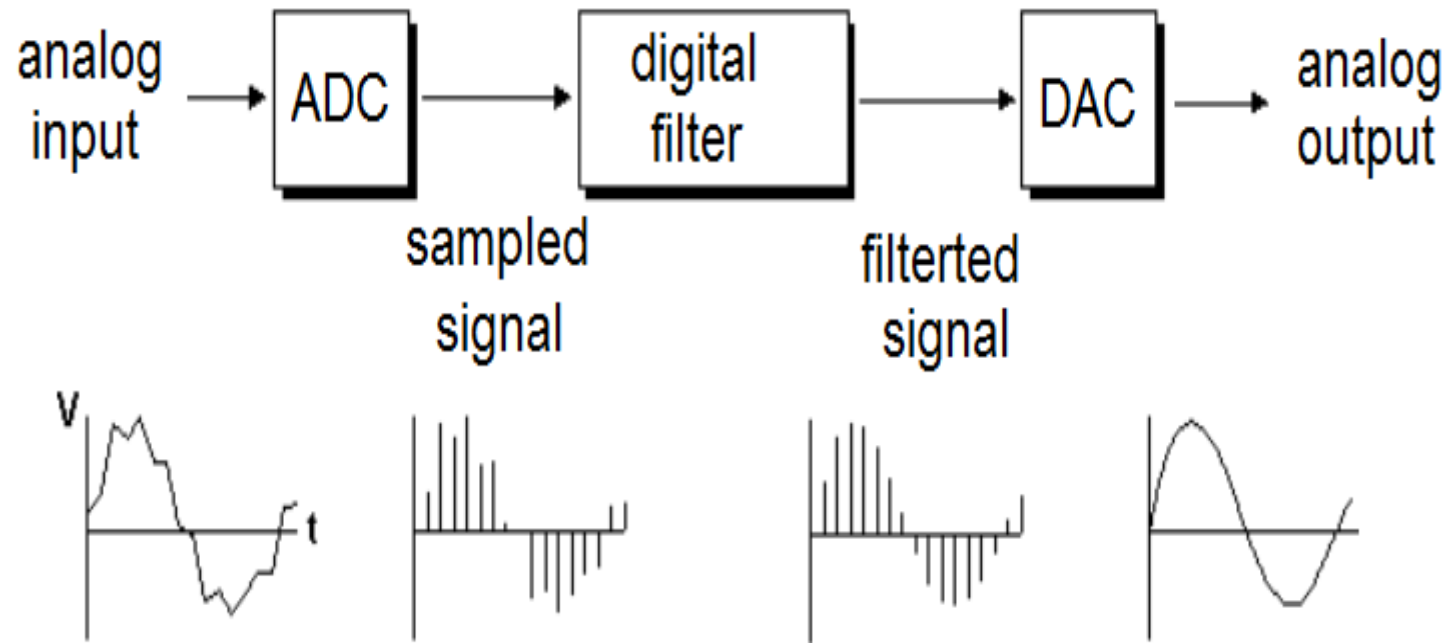 analog
input
ADC
digital
filter
DAC
analog
output
sampled
signal
filterted
signal
V
t